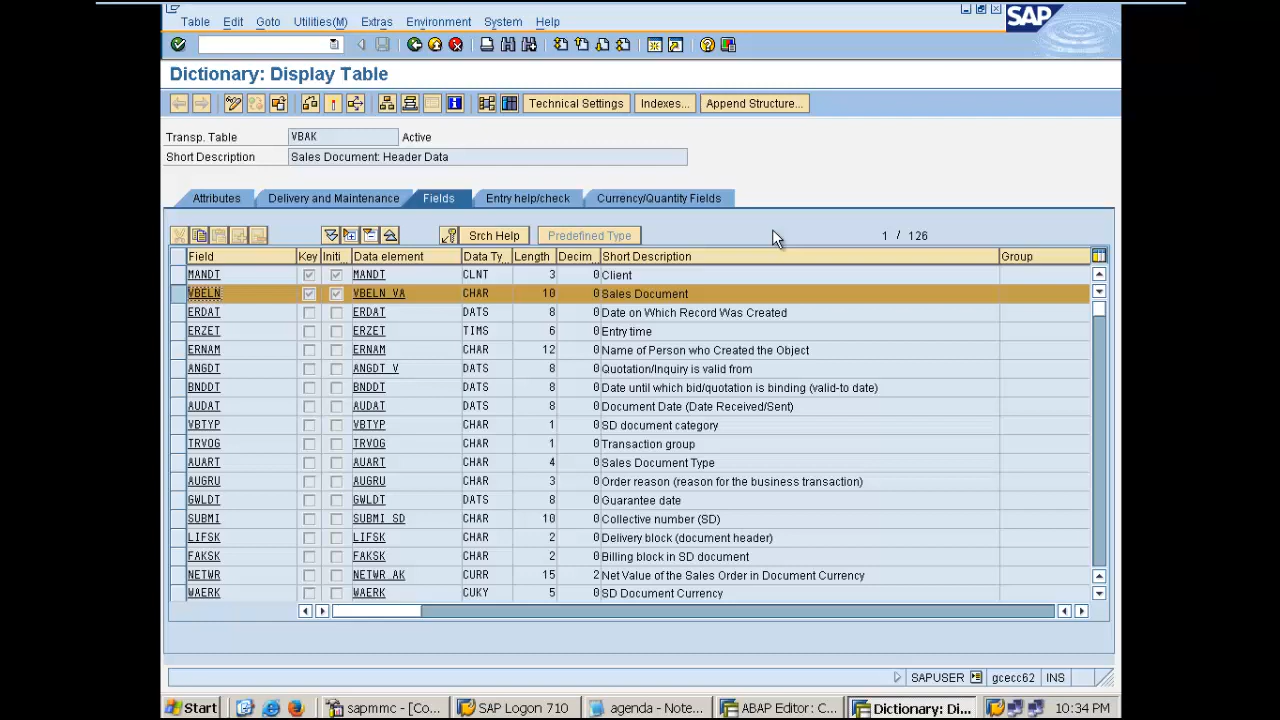 Table Edit Goto Utilities(M) Extras Environment System Help
SAP
Dictionary: Display Table
Technical Settings Indexes... Append Structure...
Transp. Table VBAK Active
Short Description Sales Document: Header Data
Attributes Delivery and Maintenance Fields Entry help/check Currency/Quantity Fields
Srch Help Predefined Type 1 / 126
Field Key Initi... Data element Data Ty... Length Decim... Short Description Group
MANDT MANDT CLNT 3 0 Client
VBELN VBELN_VA CHAR 10 0 Sales Document
ERDAT ERDAT DATS 8 0 Date on Which Record Was Created
ERZET ERZET TIMS 6 0 Entry time
ERNAM ERNAM CHAR 12 0 Name of Person who Created the Object
ANGDT ANGDT_V DATS 8 0 Quotation/Inquiry is valid from
BNDDT BNDDT DATS 8 0 Date until which bid/quotation is binding (valid-to date)
AUDAT AUDAT DATS 8 0 Document Date (Date Received/Sent)
VBTYP VBTYP CHAR 1 0 SD document category
TRVOG TRVOG CHAR 1 0 Transaction group
AUART AUART CHAR 4 0 Sales Document Type
AUGRU AUGRU CHAR 3 0 Order reason (reason for the business transaction)
GWLDT GWLDT DATS 8 0 Guarantee date
SUBMI SUBMI_SD CHAR 10 0 Collective number (SD)
LIFSK LIFSK CHAR 2 0 Delivery block (document header)
FAKSK FAKSK CHAR 2 0 Billing block in SD document
NETWR NETWR_AK CURR 15 2 Net Value of the Sales Order in Document Currency
WAERK WAERK CUKY 5 0 SD Document Currency
SAPUSER gcecc62 INS
Start sapmmc - [Co... SAP Logon 710 agenda - Note... ABAP Editor: C... Dictionary: Di... 10:34 PM